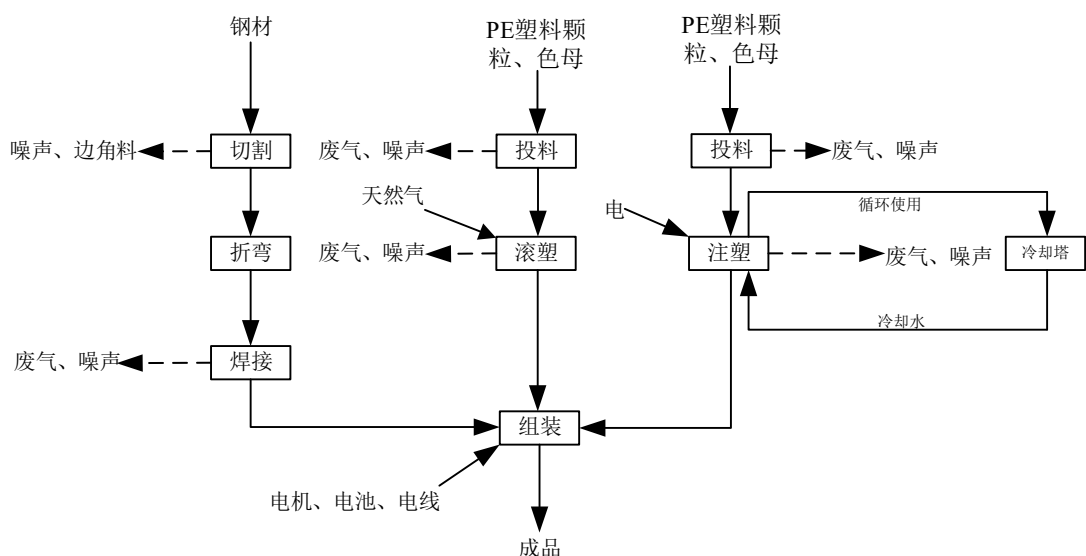 钢材
PE塑料颗
粒、色母
PE塑料颗
粒、色母
噪声、边角料
切割
废气、噪声
投料
投料
废气、噪声
天然气
电
循环使用
折弯
废气、噪声
滚塑
注塑
废气、噪声
冷却塔
冷却水
废气、噪声
焊接
组装
电机、电池、电线
成品